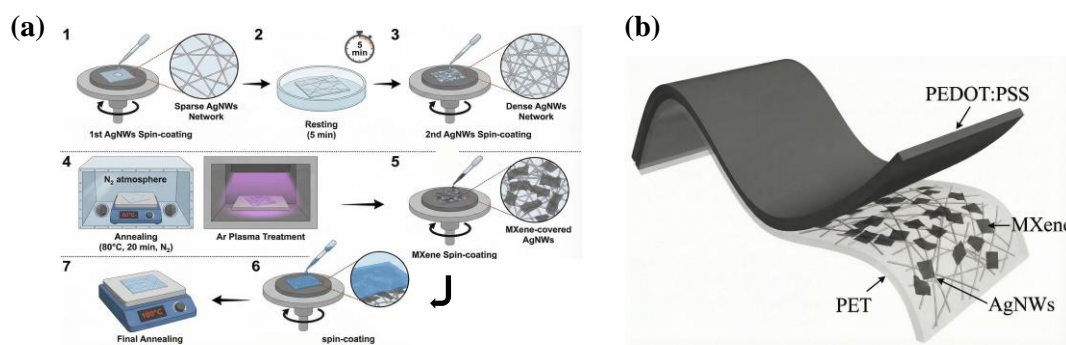 (a)
1
2
3
5
min
Sparse AgNWs
Network
1st AgNWs Spin-coating
Resting
(5 min)
Dense AgNWs
Network
2nd AgNWs Spin-coating
4
N2 atmosphere
Annealing
(80°C, 20 min, N2)
Ar Plasma Treatment
5
MXene Spin-coating
MXene-covered
AgNWs
7
100°C
Final Annealing
6
spin-coating
(b)
PEDOT:PSS
MXene
PET
AgNWs